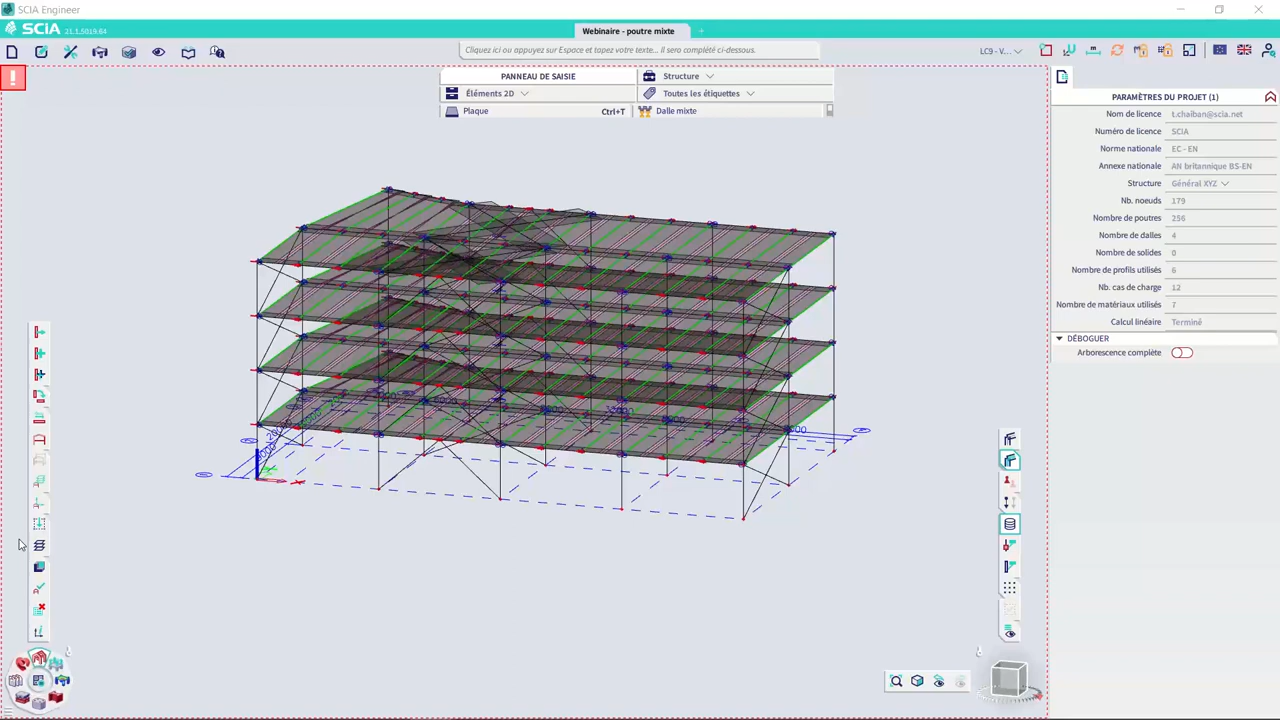 SCIA Engineer
SCIA 21.1.5019.64
Webinaire - poutre mixte
Cliquez ici ou appuyez sur Espace et tapez votre texte... il sera complété ci-dessous.
LC9 - V...
PANNEAU DE SAISIE
Structure
Éléments 2D
Toutes les étiquettes
Plaque Ctrl+T
Dalle mixte
PARAMÈTRES DU PROJET (1)
Nom de licence t.chaiban@scia.net
Numéro de licence SCIA
Norme nationale EC - EN
Annexe nationale AN britannique BS-EN
Structure Général XYZ
Nb. noeuds 179
Nombre de poutres 256
Nombre de dalles 4
Nombre de solides 0
Nombre de profils utilisés 6
Nb. cas de charge 12
Nombre de matériaux utilisés 7
Calcul linéaire Terminé
DÉBOGUER
Arborescence complète